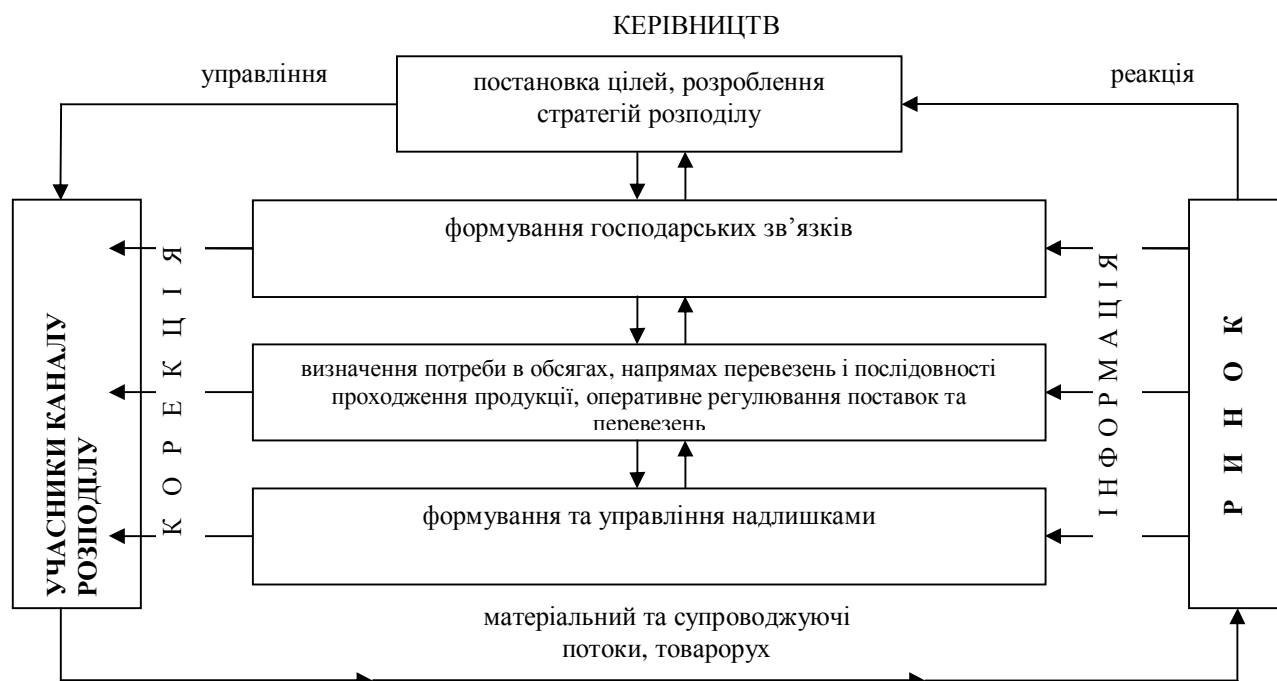 КЕРІВНИЦТВ
управління
постановка цілей, розроблення
стратегій розподілу
реакція
УЧАСНИКИ КАНАЛУ
РОЗПОДІЛУ
К О Р Е К Ц І Я
формування господарських зв’язків
визначення потреби в обсягах, напрямах перевезень і послідовності
проходження продукції, оперативне регулювання поставок та
перевезень
формування та управління надлишками
І Н Ф О Р М А Ц І Я
Р И Н О К
матеріальний та супроводжуючі
потоки, товарорух